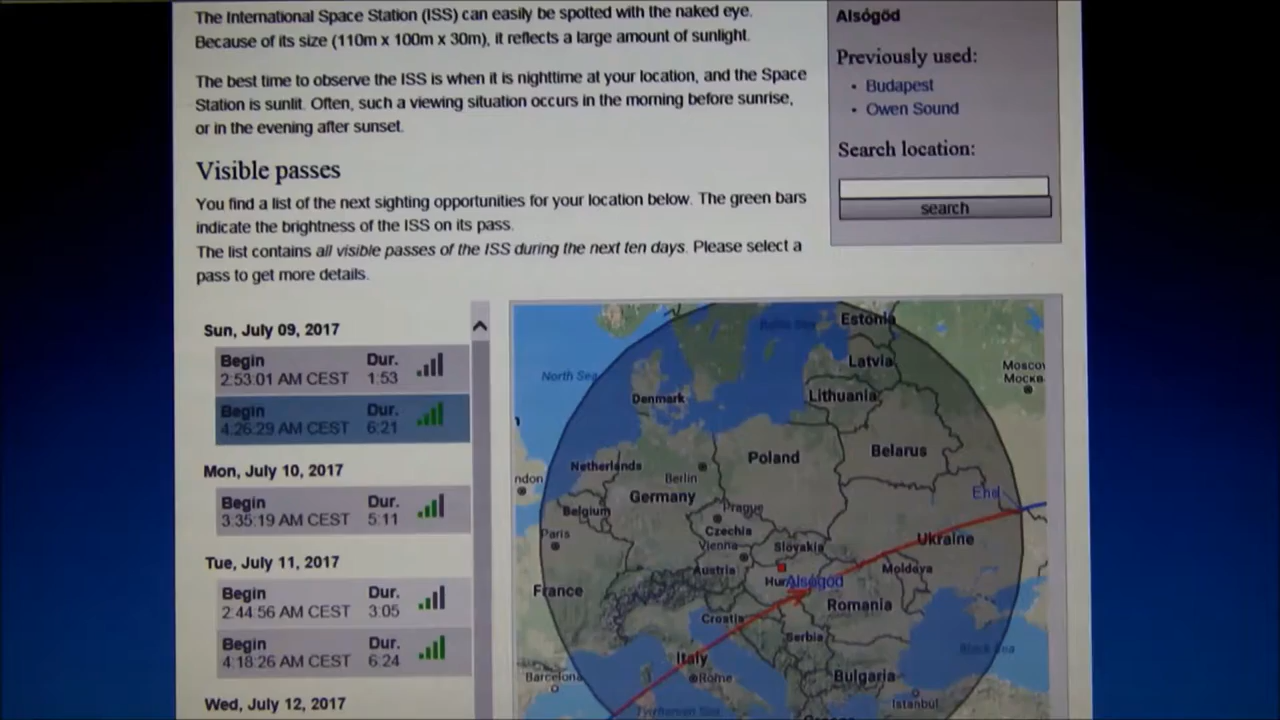 The International Space Station (ISS) can easily be spotted with the naked eye.
Because of its size (110m x 100m x 30m), it reflects a large amount of sunlight.
The best time to observe the ISS is when it is nighttime at your location, and the Space
Station is sunlit. Often, such a viewing situation occurs in the morning before sunrise,
or in the evening after sunset.
Visible passes
You find a list of the next sighting opportunities for your location below. The green bars
indicate the brightness of the ISS on its pass.
The list contains all visible passes of the ISS during the next ten days. Please select a
pass to get more details.
Alsógöd
Previously used:
• Budapest
• Owen Sound
Search location:
search
Sun, July 09, 2017
Begin Dur.
2:53:01 AM CEST 1:53
Begin Dur.
4:26:29 AM CEST 6:21
Mon, July 10, 2017
Begin Dur.
3:35:19 AM CEST 5:11
Tue, July 11, 2017
Begin Dur.
2:44:56 AM CEST 3:05
Begin Dur.
4:18:26 AM CEST 6:24
Wed, July 12, 2017
Estonia
Baltic Sea
Latvia
Moscow
Москва
North Sea
Denmark
Lithuania
Belarus
Poland
Netherlands
Berlin
ndon
Germany
End
Belgium
Prague
Czechia
Paris
Vienna
Slovakia
Ukraine
Austria
Moldova
Hun
Alsógöd
France
Romania
Croatia
Serbia
Italy
Black Sea
Barcelona
Rome
Bulgaria
Istanbul
Tyrrhenian Sea